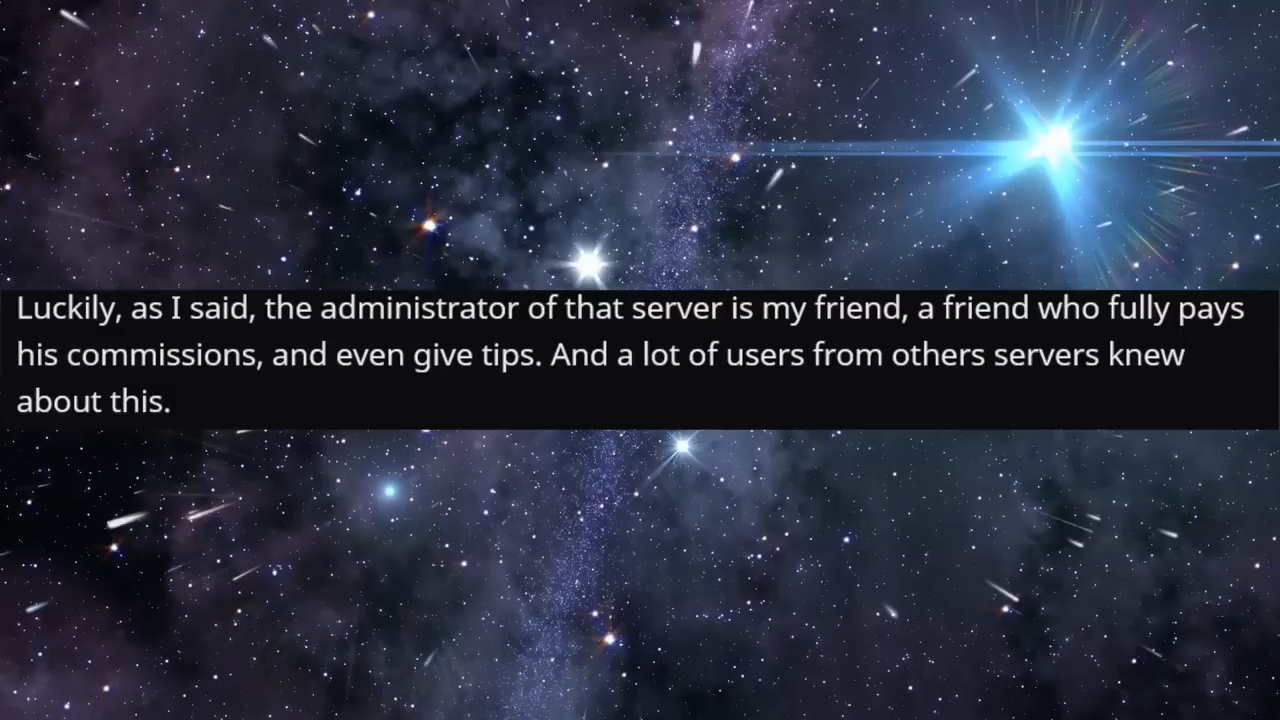 Luckily, as I said, the administrator of that server is my friend, a friend who fully pays
his commissions, and even give tips. And a lot of users from others servers knew
about this.